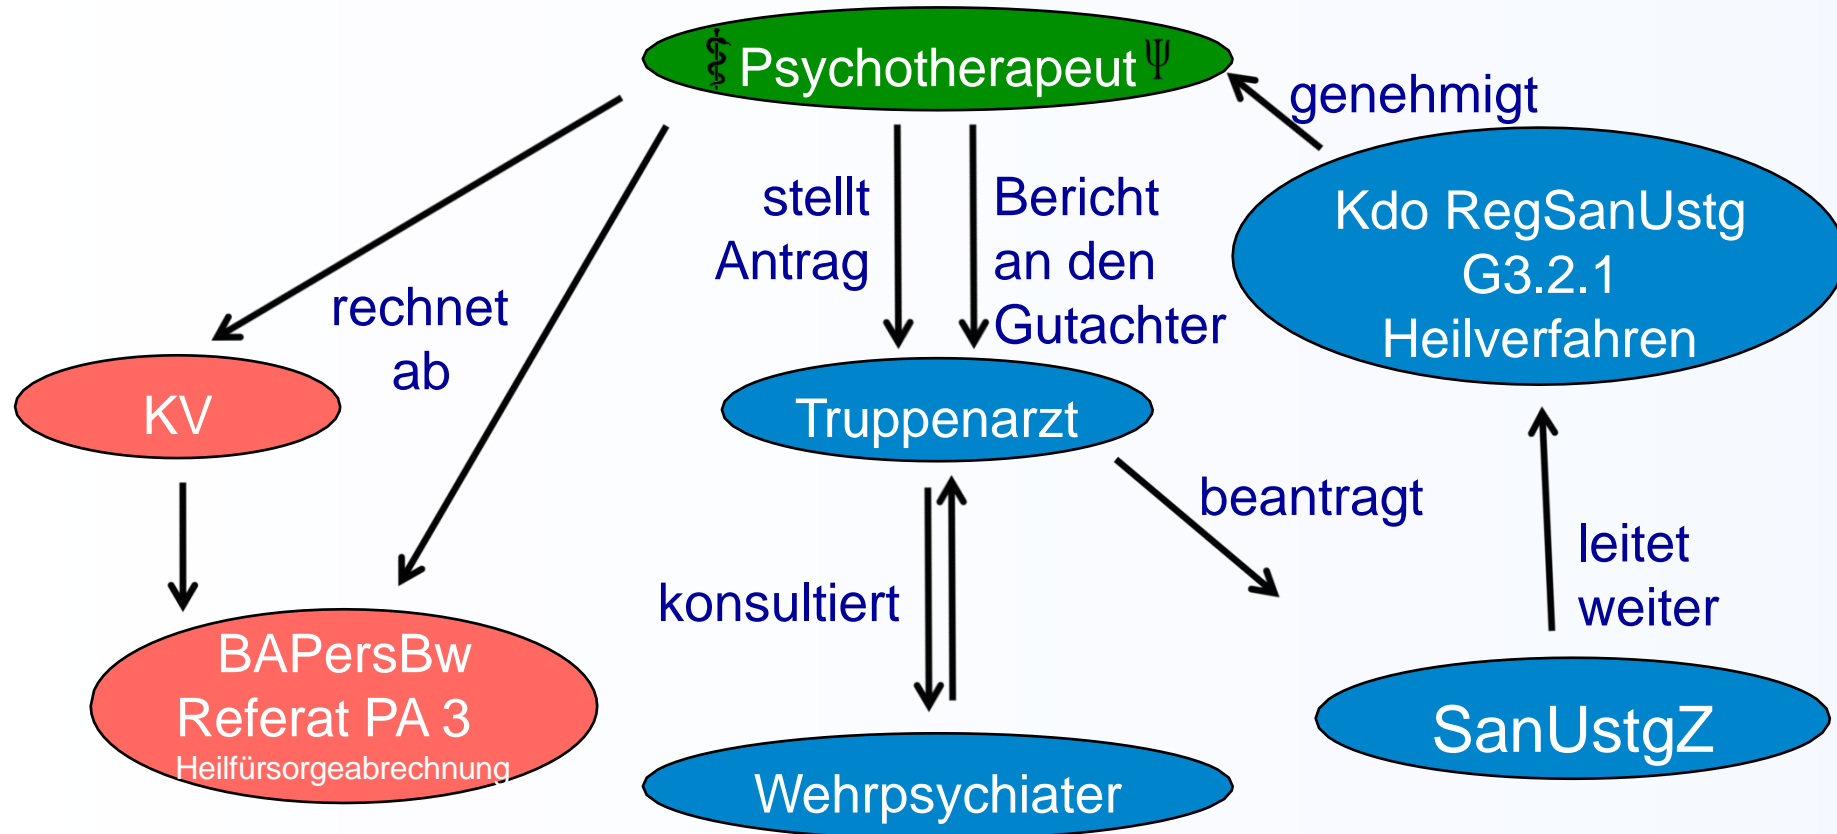 Psychotherapeut Ψ
genehmigt
stellt
Antrag
Bericht
an den
Gutachter
Kdo RegSanUstg
G3.2.1
Heilverfahren
rechnet
ab
KV
Truppenarzt
beantragt
leitet
weiter
konsultiert
BAPersBw
Referat PA 3
Heilfürsorgeabrechnung
SanUstgZ
Wehrpsychiater